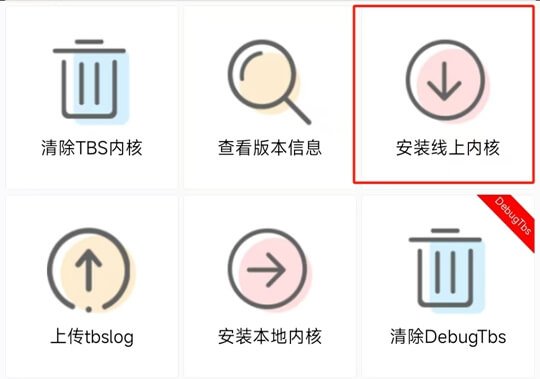 清除TBS内核
查看版本信息
安装线上内核
DebugTbs
上传tbslog
安装本地内核
清除DebugTbs